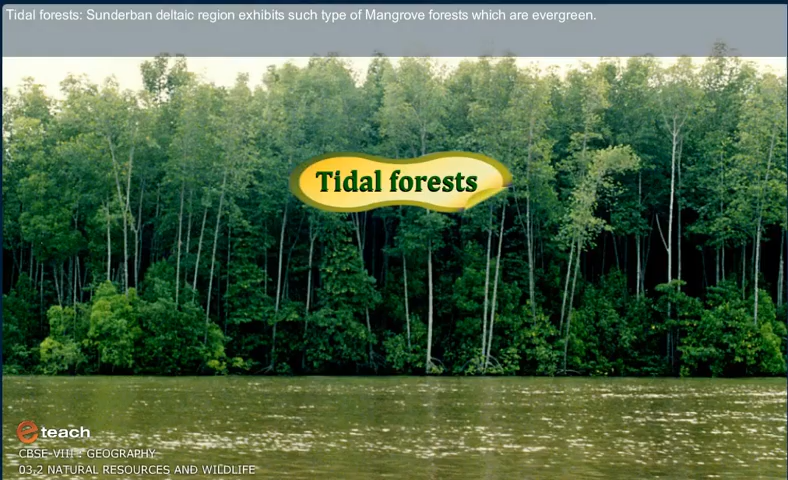 Tidal forests: Sunderban deltaic region exhibits such type of Mangrove forests which are evergreen.
Tidal forests
e teach
CBSE-VIII : GEOGRAPHY
03.2 NATURAL RESOURCES AND WILDLIFE